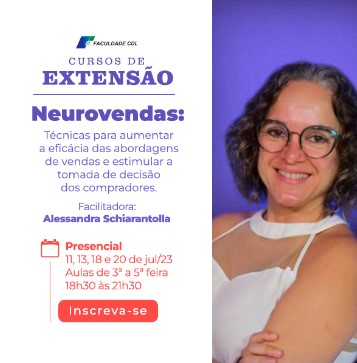 FACULDADE CDL
CURSOS DE
EXTENSÃO
Neurovendas:
Técnicas para aumentar
a eficácia das abordagens
de vendas e estimular a
tomada de decisão
dos compradores.
Facilitadora:
Alessandra Schiarantolla
Presencial
11, 13, 18 e 20 de jul/23
Aulas de 3ª a 5ª feira
18h30 às 21h30
Inscreva-se